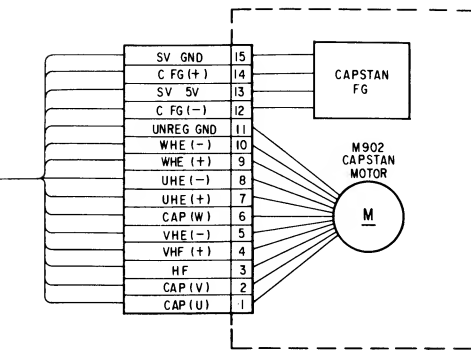 SV GND 15
C FG(+) 14
SV 5V 13
C FG(-) 12
UNREG GND 11
WHE(-) 10
WHE(+) 9
UHE(-) 8
UHE(+) 7
CAP(W) 6
VHE(-) 5
VHF(+) 4
HF 3
CAP(V) 2
CAP(U) 1
CAPSTAN
FG
M902
CAPSTAN
MOTOR
M